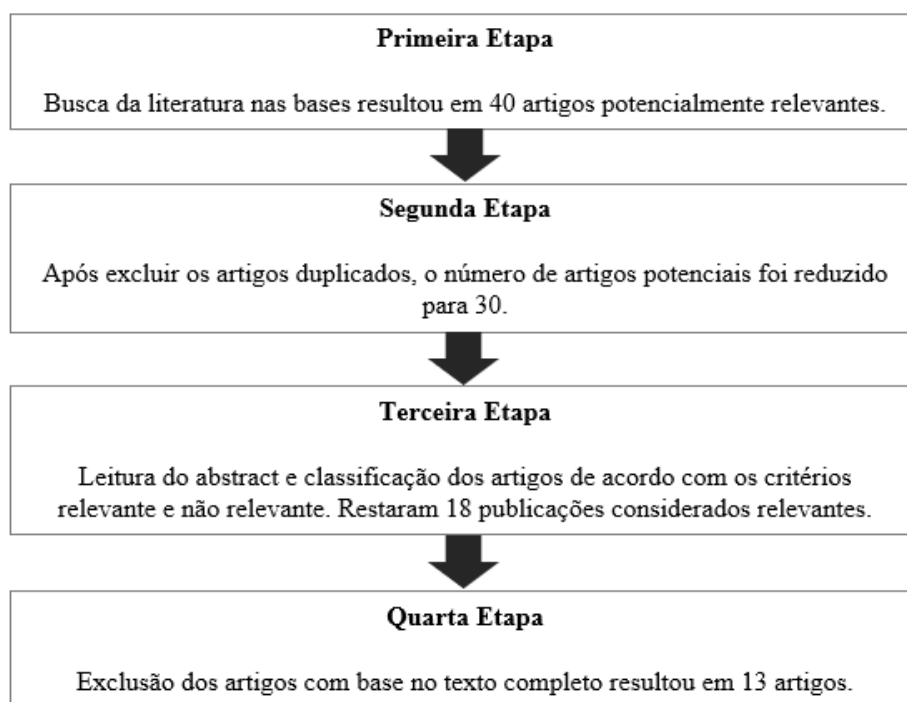 Primeira Etapa
Busca da literatura nas bases resultou em 40 artigos potencialmente relevantes.
Segunda Etapa
Após excluir os artigos duplicados, o número de artigos potenciais foi reduzido
para 30.
Terceira Etapa
Leitura do abstract e classificação dos artigos de acordo com os critérios
relevante e não relevante. Restaram 18 publicações considerados relevantes.
Quarta Etapa
Exclusão dos artigos com base no texto completo resultou em 13 artigos.